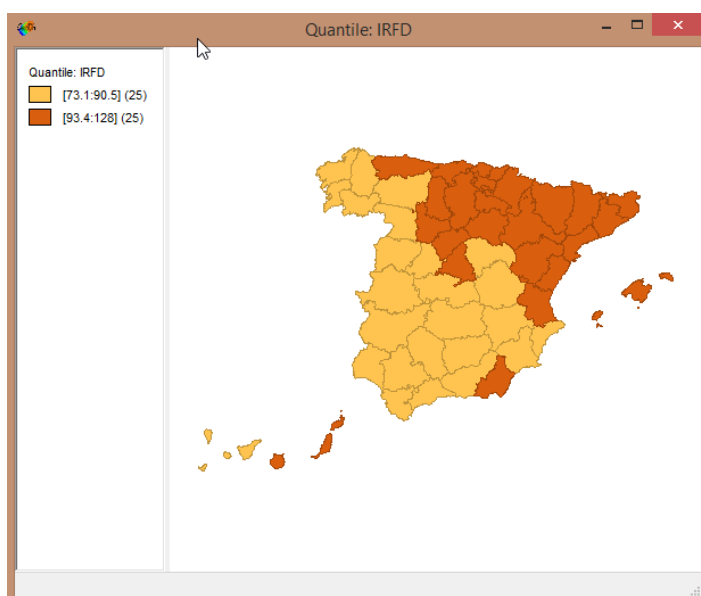 Quantile: IRFD
Quantile: IRFD
[73.1:90.5] (25)
[93.4:128] (25)